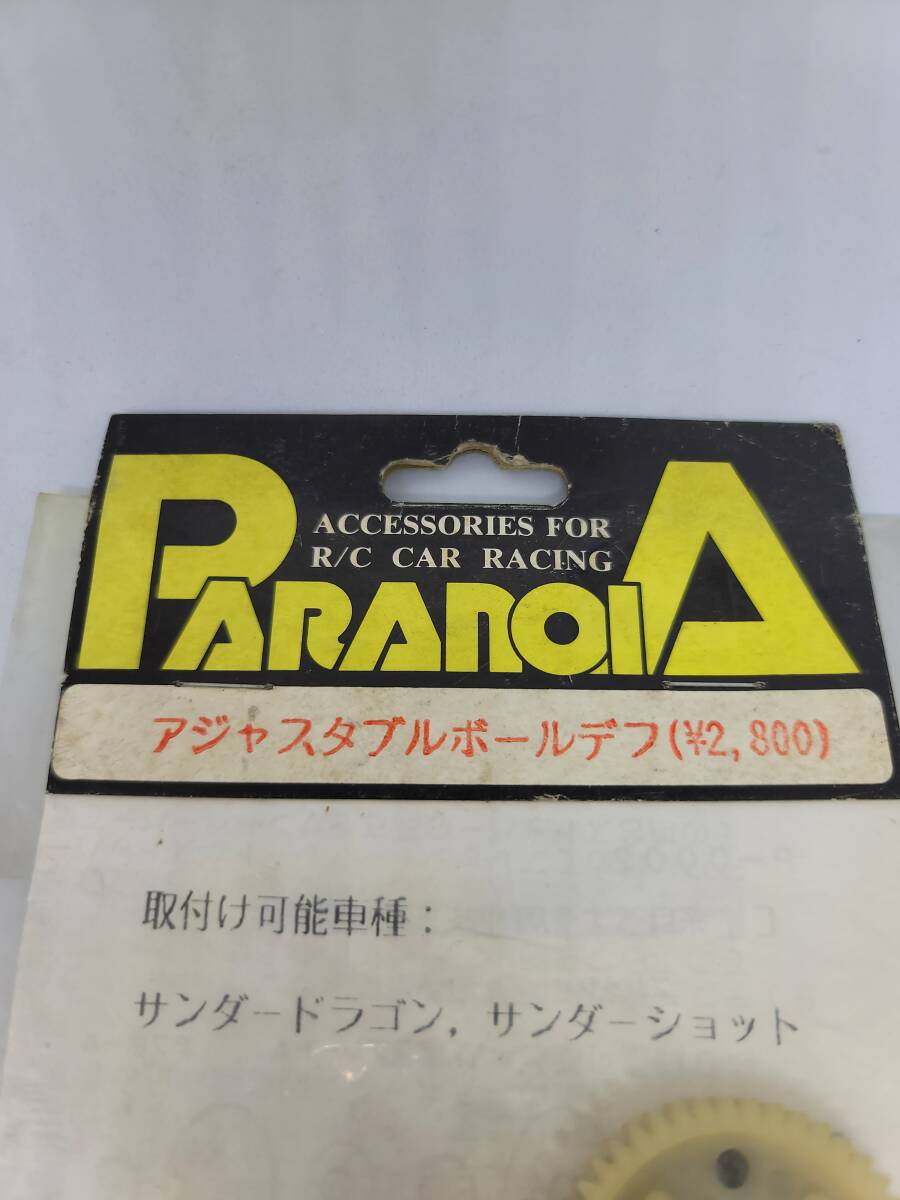 ACCESSORIES FOR
R/C CAR RACING
PARANOIA
アジャスタブルボールデフ(¥2,800)
取付け可能車種:
サンダードラゴン,サンダーショット